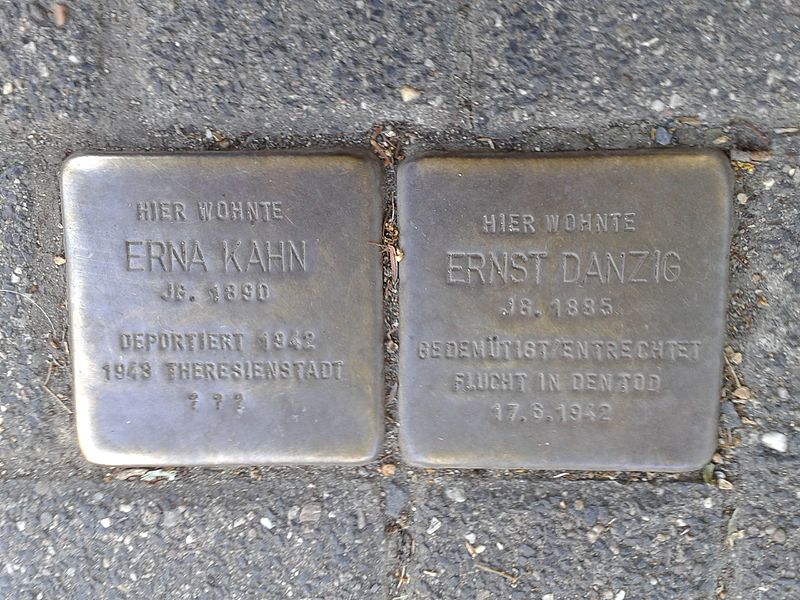 HIER WOHNTE
ERNA KAHN
JG. 1890
DEPORTIERT 1942
1943 THERESIENSTADT
? ? ?
HIER WOHNTE
ERNST DANZIG
JG. 1885
GEDEMÜTIGT/ENTRECHTET
FLUCHT IN DEN TOD
17.6.1942